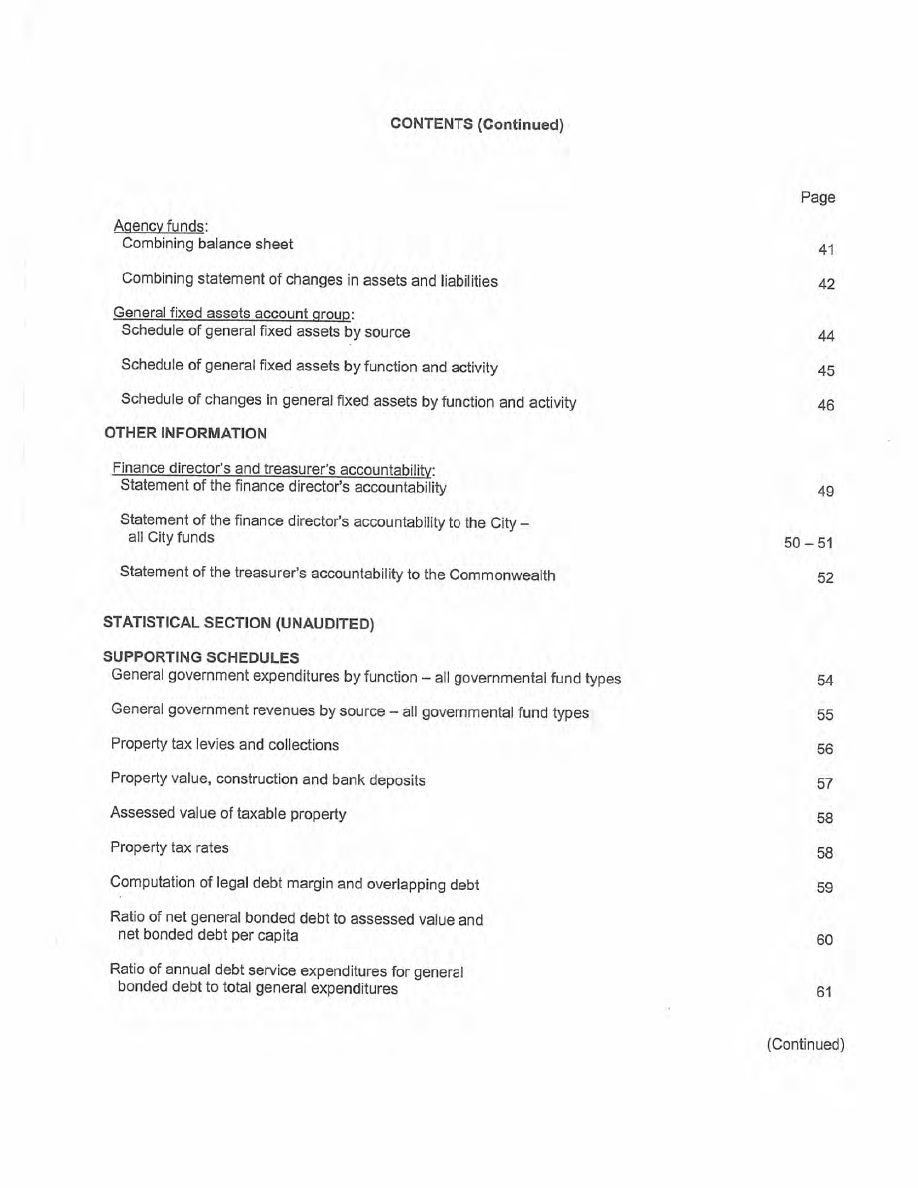 CONTENTS (Continued)
Page
Agency funds:
Combining balance sheet 41
Combining statement of changes in assets and liabilities 42
General fixed assets account group:
Schedule of general fixed assets by source 44
Schedule of general fixed assets by function and activity 45
Schedule of changes in general fixed assets by function and activity 46
OTHER INFORMATION
Finance director's and treasurer's accountability:
Statement of the finance director's accountability 49
Statement of the finance director's accountability to the City –
all City funds 50 – 51
Statement of the treasurer's accountability to the Commonwealth 52
STATISTICAL SECTION (UNAUDITED)
SUPPORTING SCHEDULES
General government expenditures by function – all governmental fund types 54
General government revenues by source – all governmental fund types 55
Property tax levies and collections 56
Property value, construction and bank deposits 57
Assessed value of taxable property 58
Property tax rates 58
Computation of legal debt margin and overlapping debt 59
Ratio of net general bonded debt to assessed value and
net bonded debt per capita 60
Ratio of annual debt service expenditures for general
bonded debt to total general expenditures 61
(Continued)